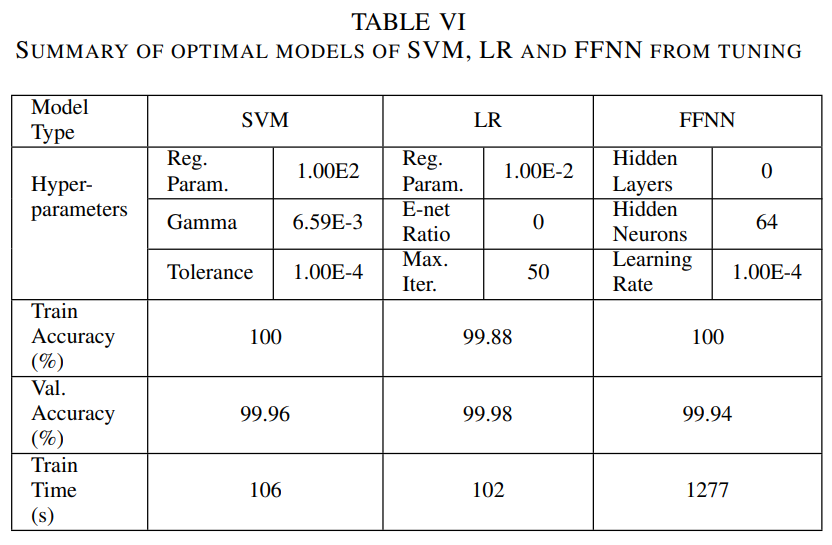 TABLE VI
SUMMARY OF OPTIMAL MODELS OF SVM, LR AND FFNN FROM TUNING
Model
Type
SVM
LR
FFNN
Hyper-
parameters
Reg.
Param.
1.00E2
Reg.
Param.
1.00E-2
Hidden
Layers
0
Gamma
6.59E-3
E-net
Ratio
0
Hidden
Neurons
64
Tolerance
1.00E-4
Max.
Iter.
50
Learning
Rate
1.00E-4
Train
Accuracy
(%)
100
99.88
100
Val.
Accuracy
(%)
99.96
99.98
99.94
Train
Time
(s)
106
102
1277